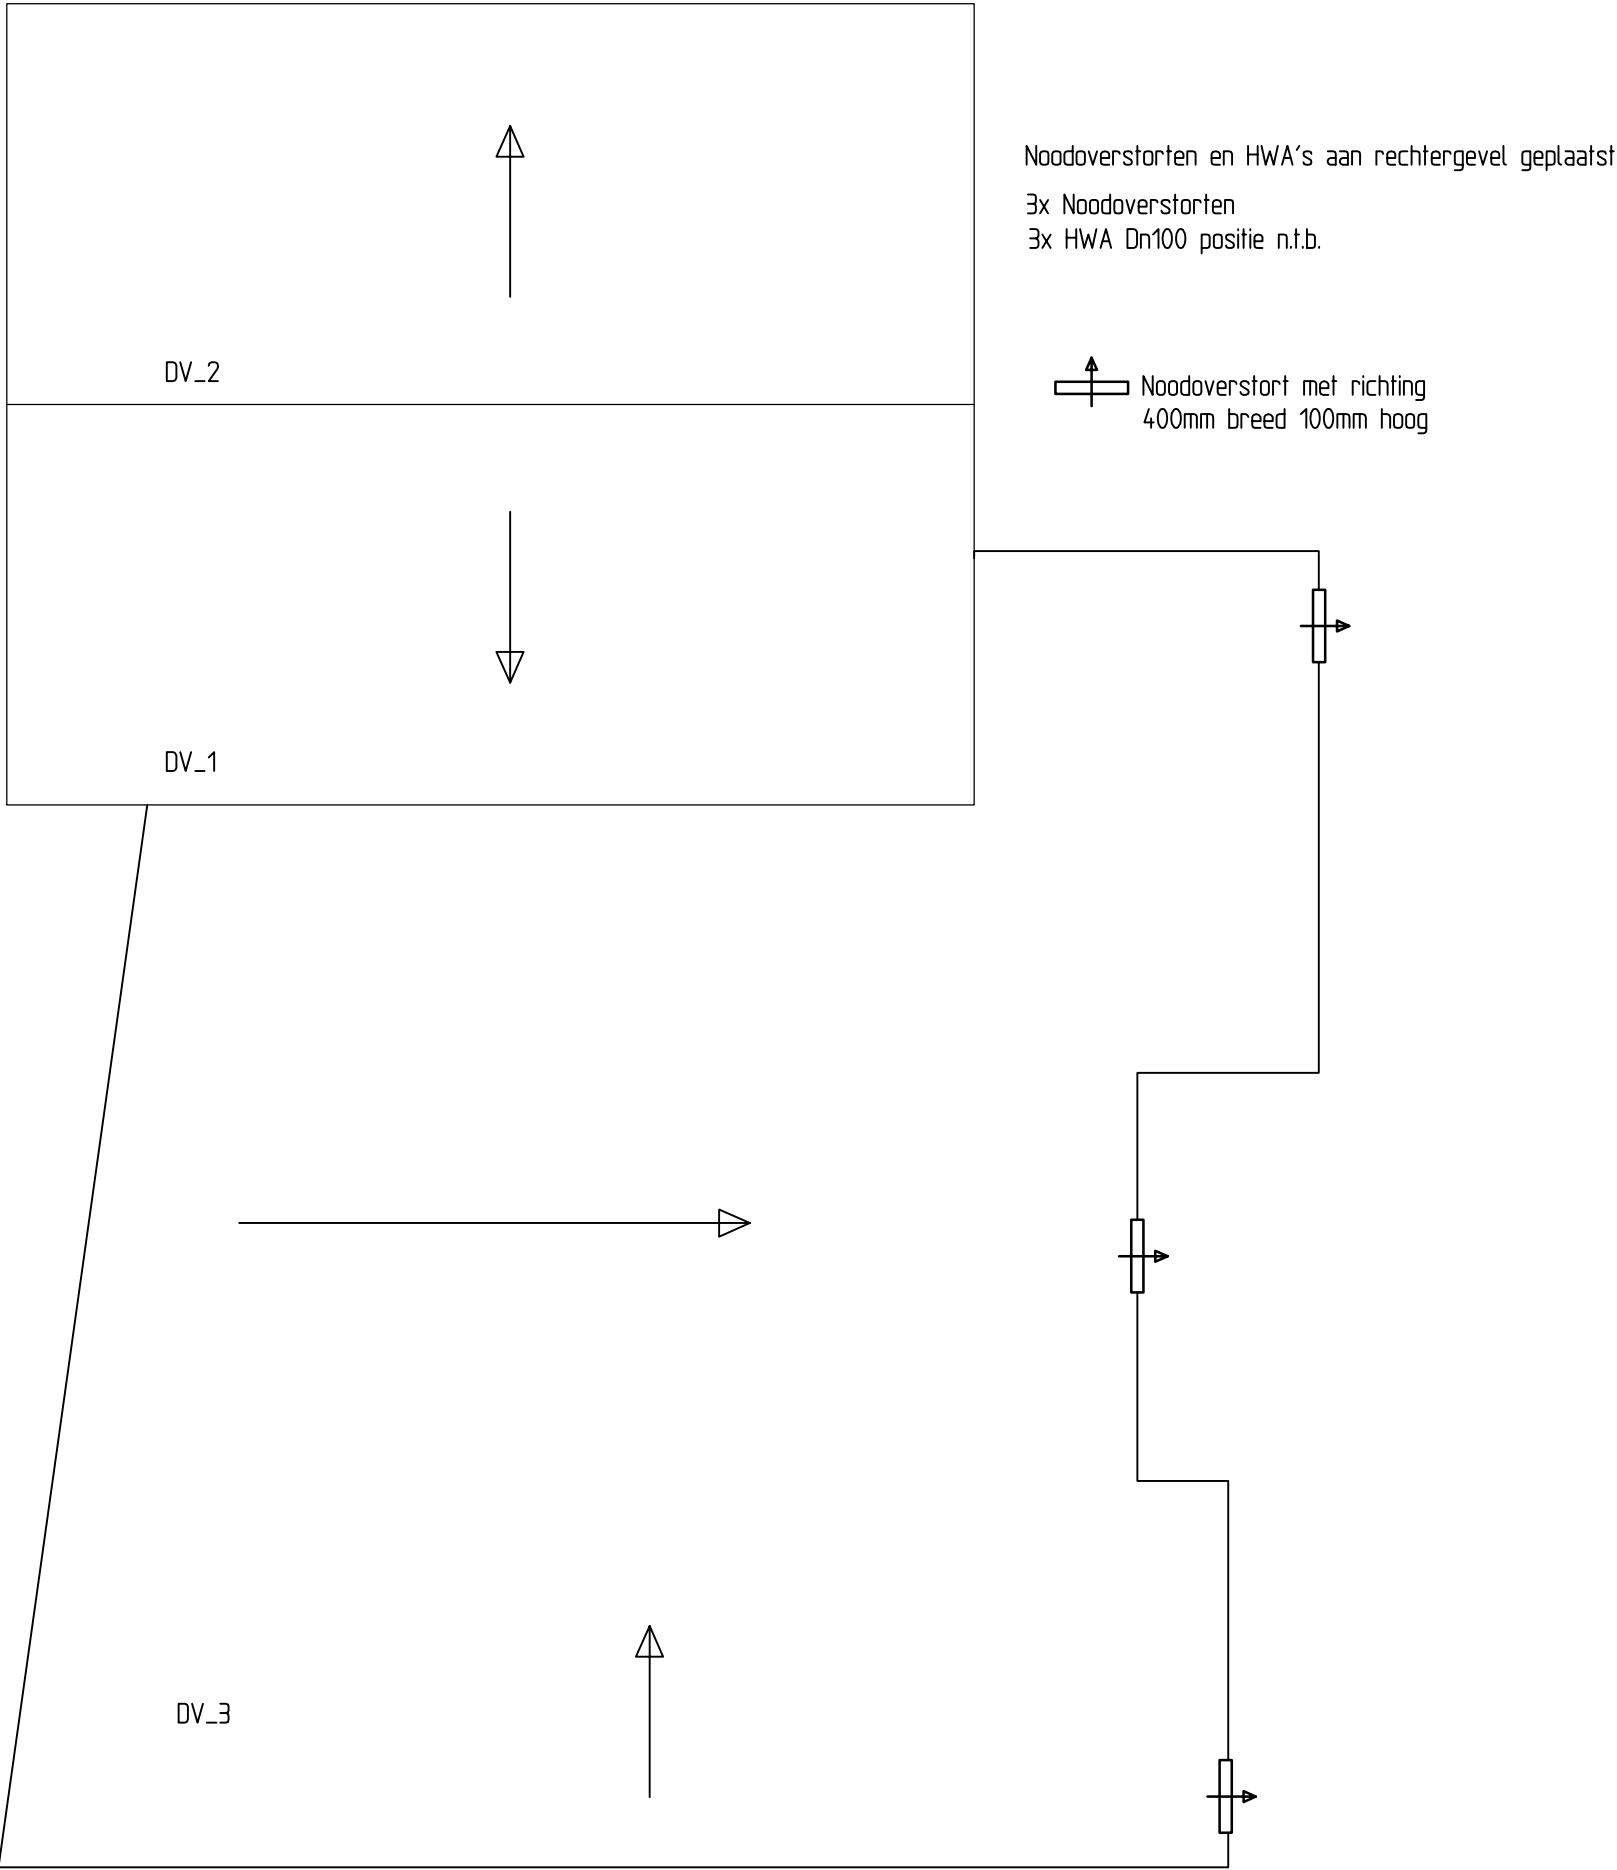 Noodoverstorten en HWA's aan rechtergevel geplaatst
3x Noodoverstorten
3x HWA Dn100 positie n.t.b.
DV_2
Noodoverstort met richting
400mm breed 100mm hoog
DV_1
DV_3